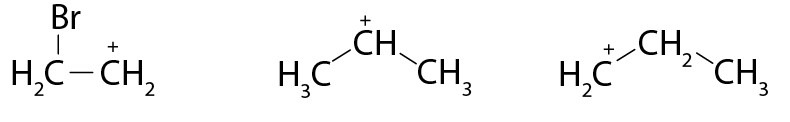 Br
H₂C – CH₂ +
H₃C CH + CH₃
H₂C + CH₂ CH₃